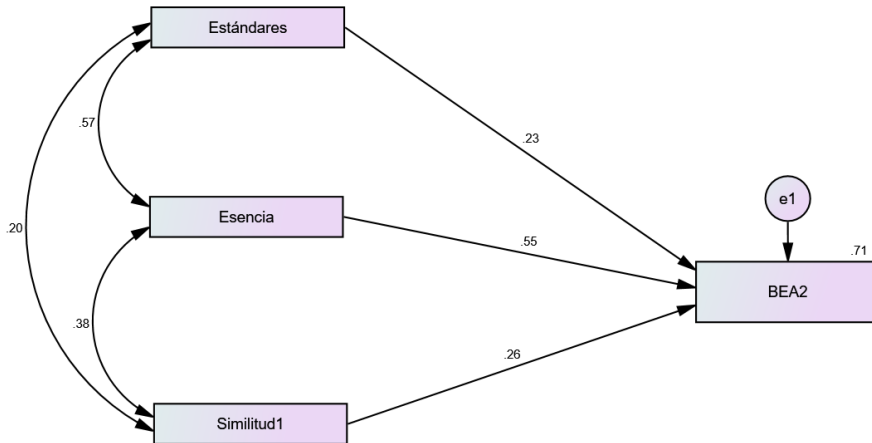 Estándares
.57
.23
e1
Esencia
.20
.55
.71
BEA2
.38
.26
Similitud1